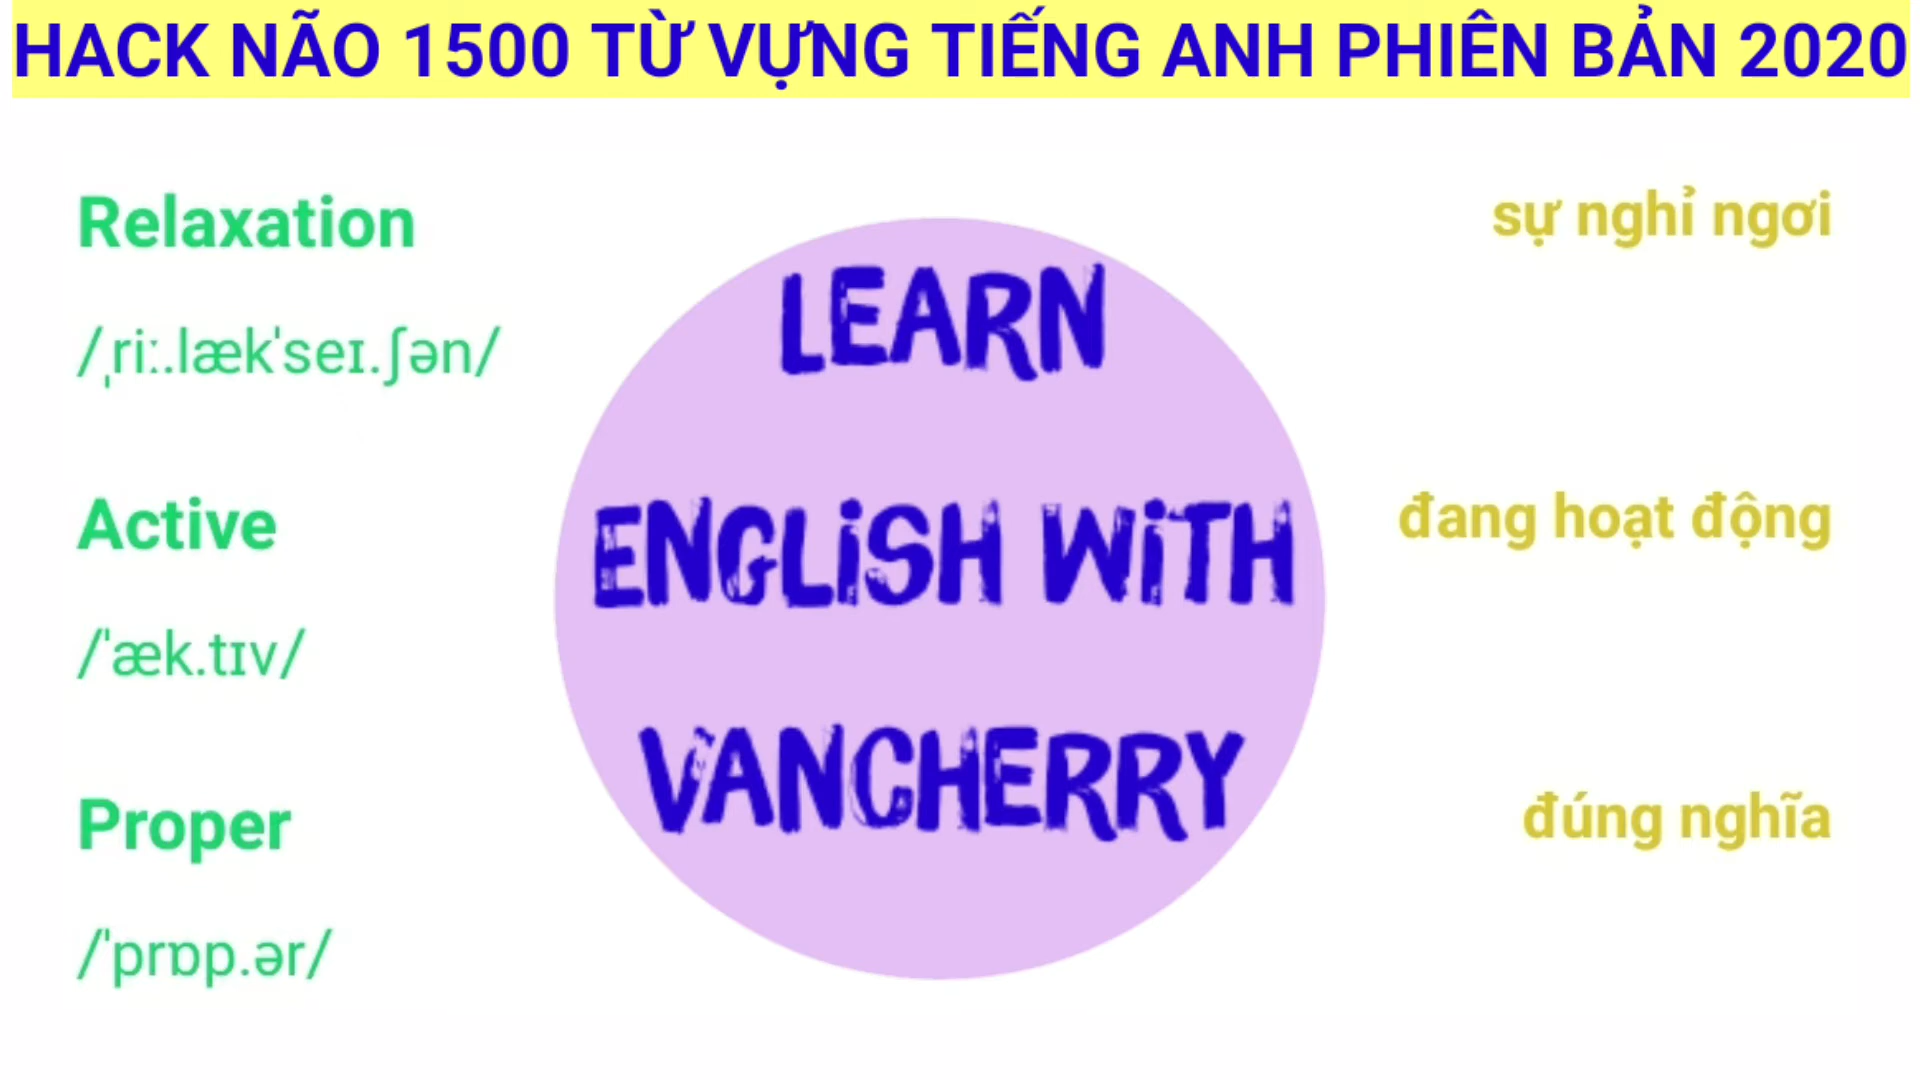 HACK NÃO 1500 TỪ VỰNG TIẾNG ANH PHIÊN BẢN 2020
Relaxation
sự nghỉ ngơi
/ˌriː.lækˈseɪ.ʃən/
Active
đang hoạt động
/ˈæk.tɪv/
Proper
đúng nghĩa
/ˈprɒp.ər/
LEARN
ENGLiSH WiTH
VANCHERRY